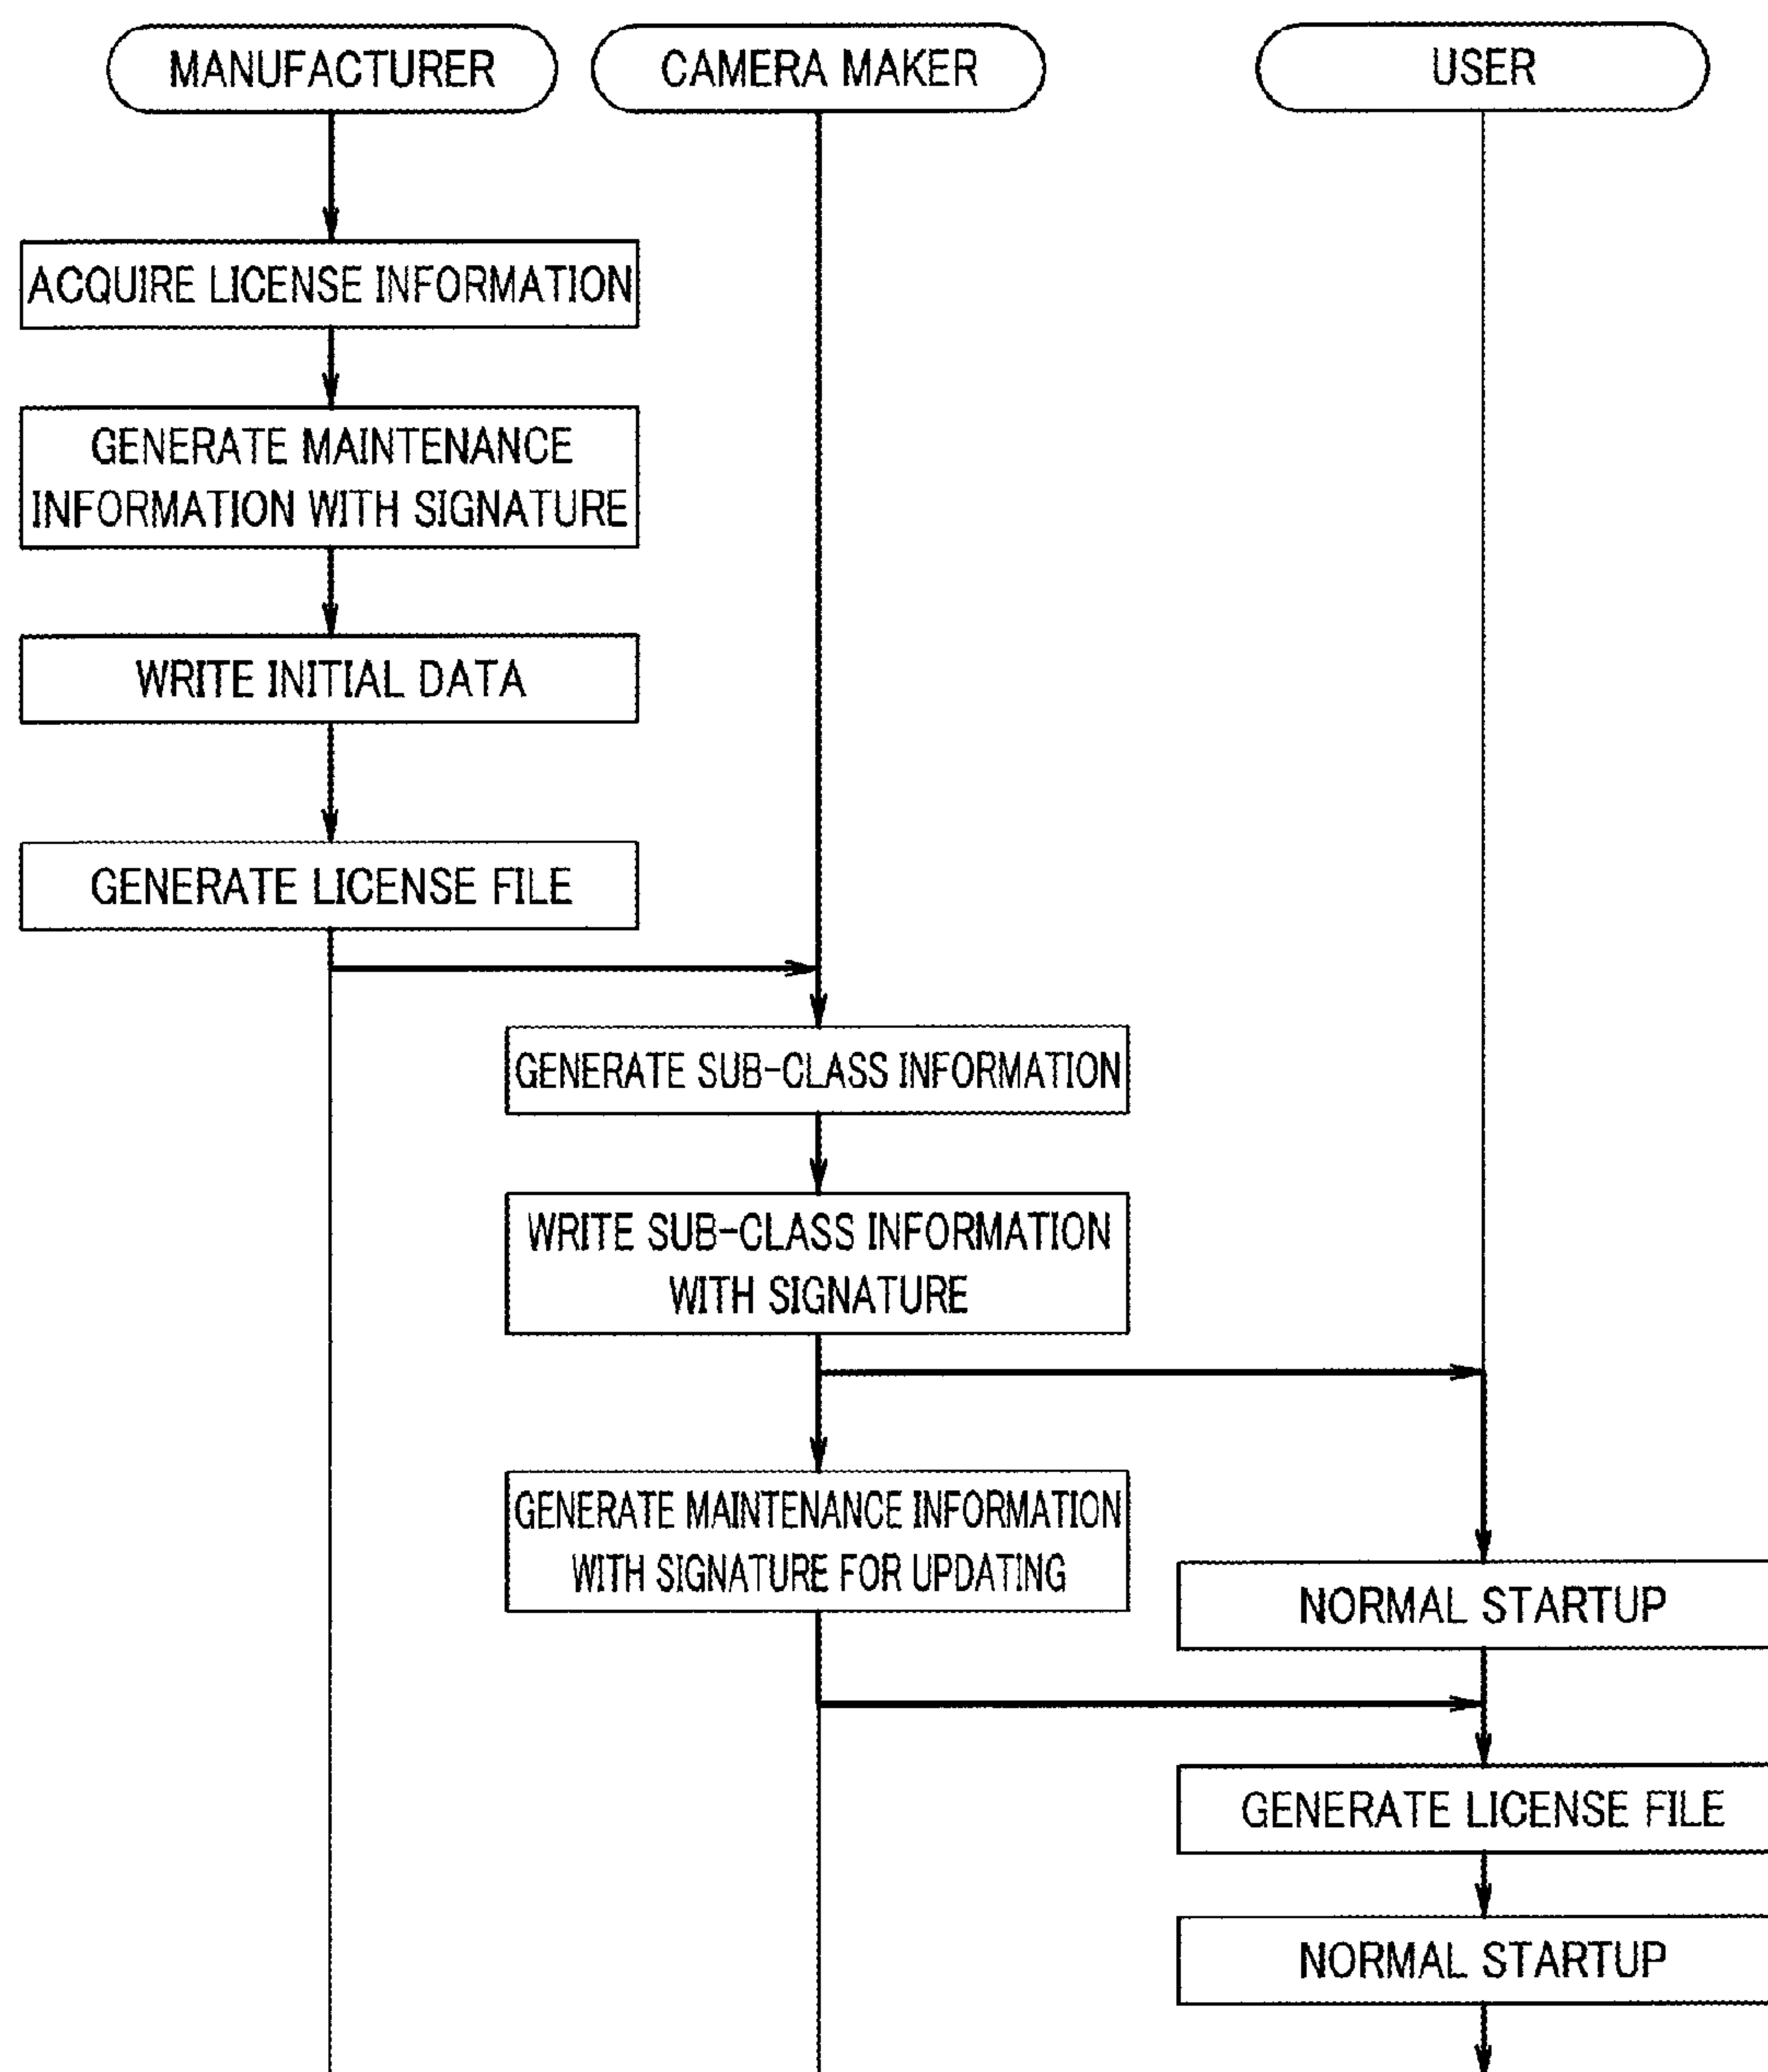 MANUFACTURER
CAMERA MAKER
USER
ACQUIRE LICENSE INFORMATION
GENERATE MAINTENANCE
INFORMATION WITH SIGNATURE
WRITE INITIAL DATA
GENERATE LICENSE FILE
GENERATE SUB-CLASS INFORMATION
WRITE SUB-CLASS INFORMATION
WITH SIGNATURE
GENERATE MAINTENANCE INFORMATION
WITH SIGNATURE FOR UPDATING
NORMAL STARTUP
GENERATE LICENSE FILE
NORMAL STARTUP